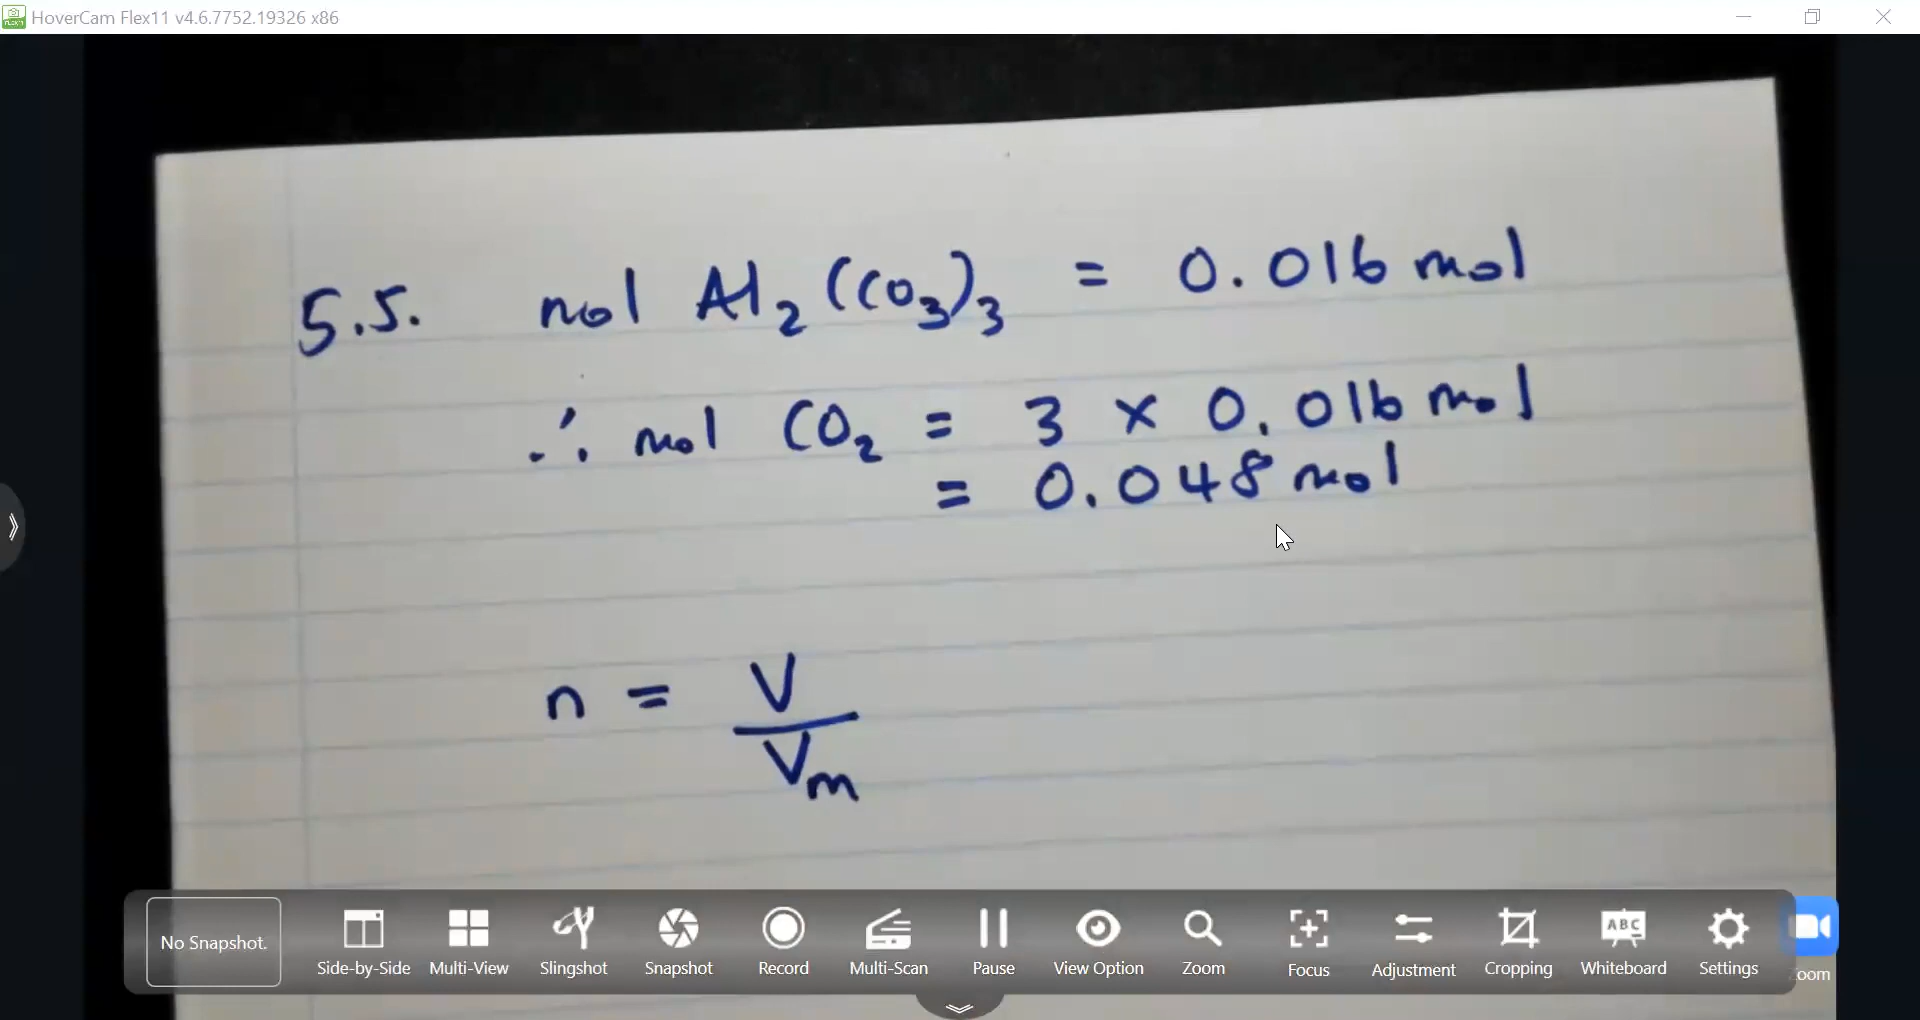 HoverCam Flex11 v4.6.7752.19326 x86
5.5. mol Al₂(CO₃)₃ = 0.016 mol
∴ mol CO₂ = 3 × 0.016 mol
= 0.048 mol
n = V
Vm
No Snapshot.
Side-by-Side Multi-View Slingshot Snapshot Record Multi-Scan Pause View Option Zoom Focus Adjustment Cropping Whiteboard Settings oom
ABC